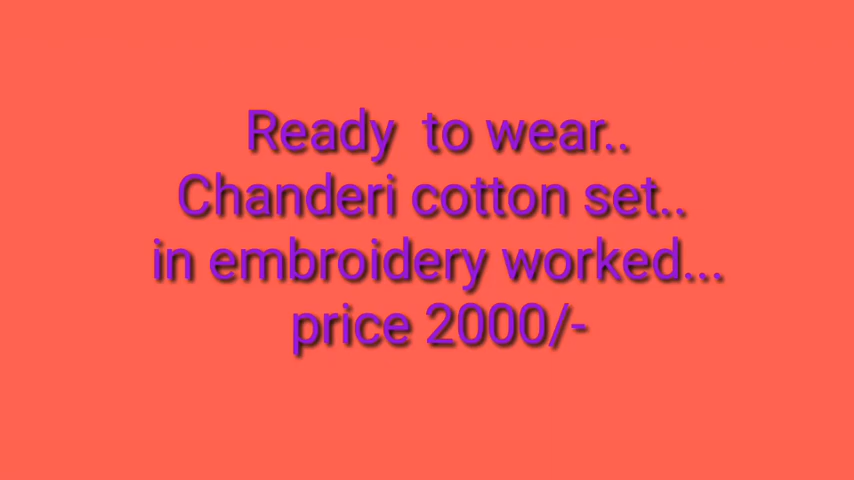 Ready  to wear..
Chanderi cotton set..
in embroidery worked...
price 2000/-